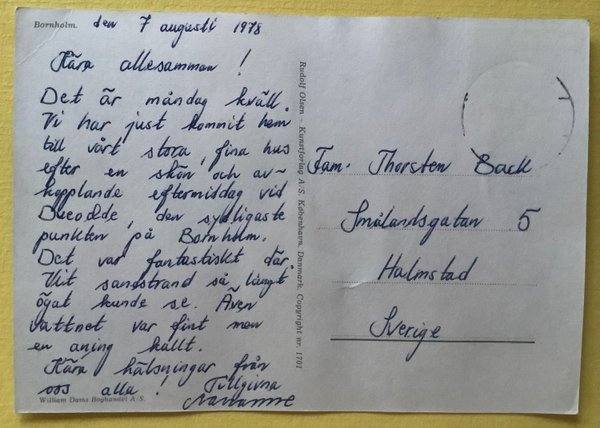 Bornholm.
den 7 augusti 1978
Kära allesamman!
Det är måndag kväll.
Vi har just kommit hem
till vårt stora, fina hus
efter en skön och av-
kopplande eftermiddag vid
Dueodde, den sydligaste
punkten på Bornholm.
Det var fantastiskt där.
Vit sandstrand så långt
ögat kunde se. Även
vattnet var fint men
en aning kallt.
Kära hälsningar från
oss alla! Tillgivna
Marianne
William Dams Boghandel A/S.
Rudolf Olsen – Kunstforlag A/S. København, Danmark. Copyright nr. 1701
Fam. Thorsten Back
Smålandsgatan 5
Halmstad
Sverige